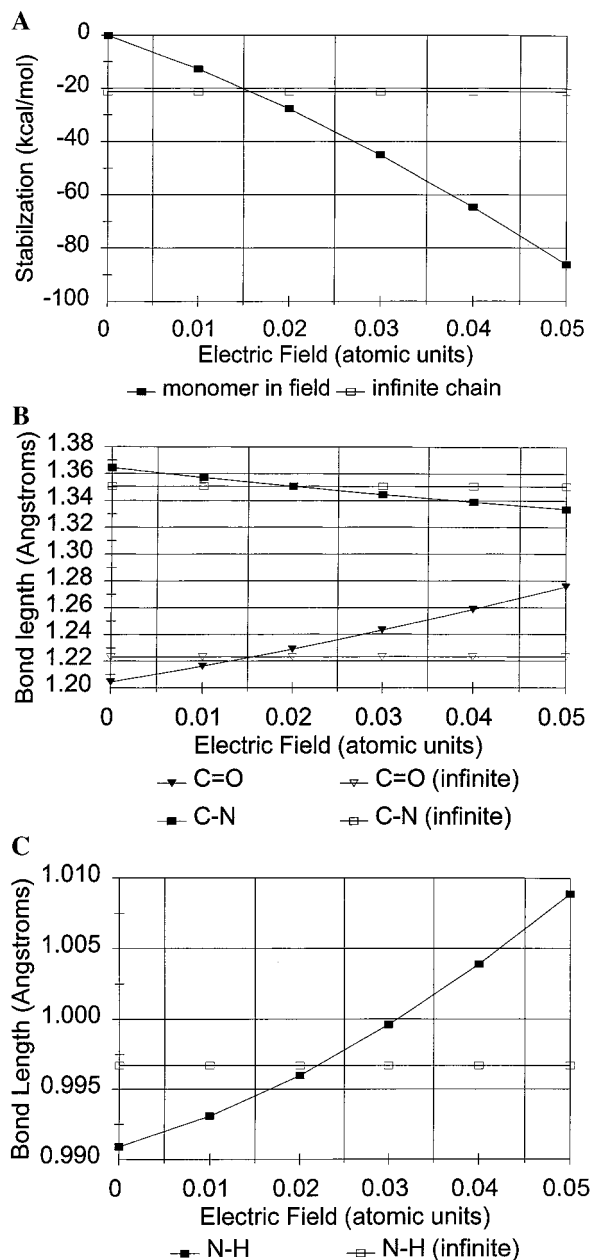 A
Stabilzation (kcal/mol)
0
-20
-40
-60
-80
-100
0 0.01 0.02 0.03 0.04 0.05
Electric Field (atomic units)
monomer in field infinite chain
B
Bond legnth (Angstroms)
1.38
1.36
1.34
1.32
1.30
1.28
1.26
1.24
1.22
1.20
0 0.01 0.02 0.03 0.04 0.05
Electric Field (atomic units)
C=O C=O (infinite)
C-N C-N (infinite)
C
Bond Length (Angstroms)
1.010
1.005
1.000
0.995
0.990
0 0.01 0.02 0.03 0.04 0.05
Electric Field (atomic units)
N-H N-H (infinite)